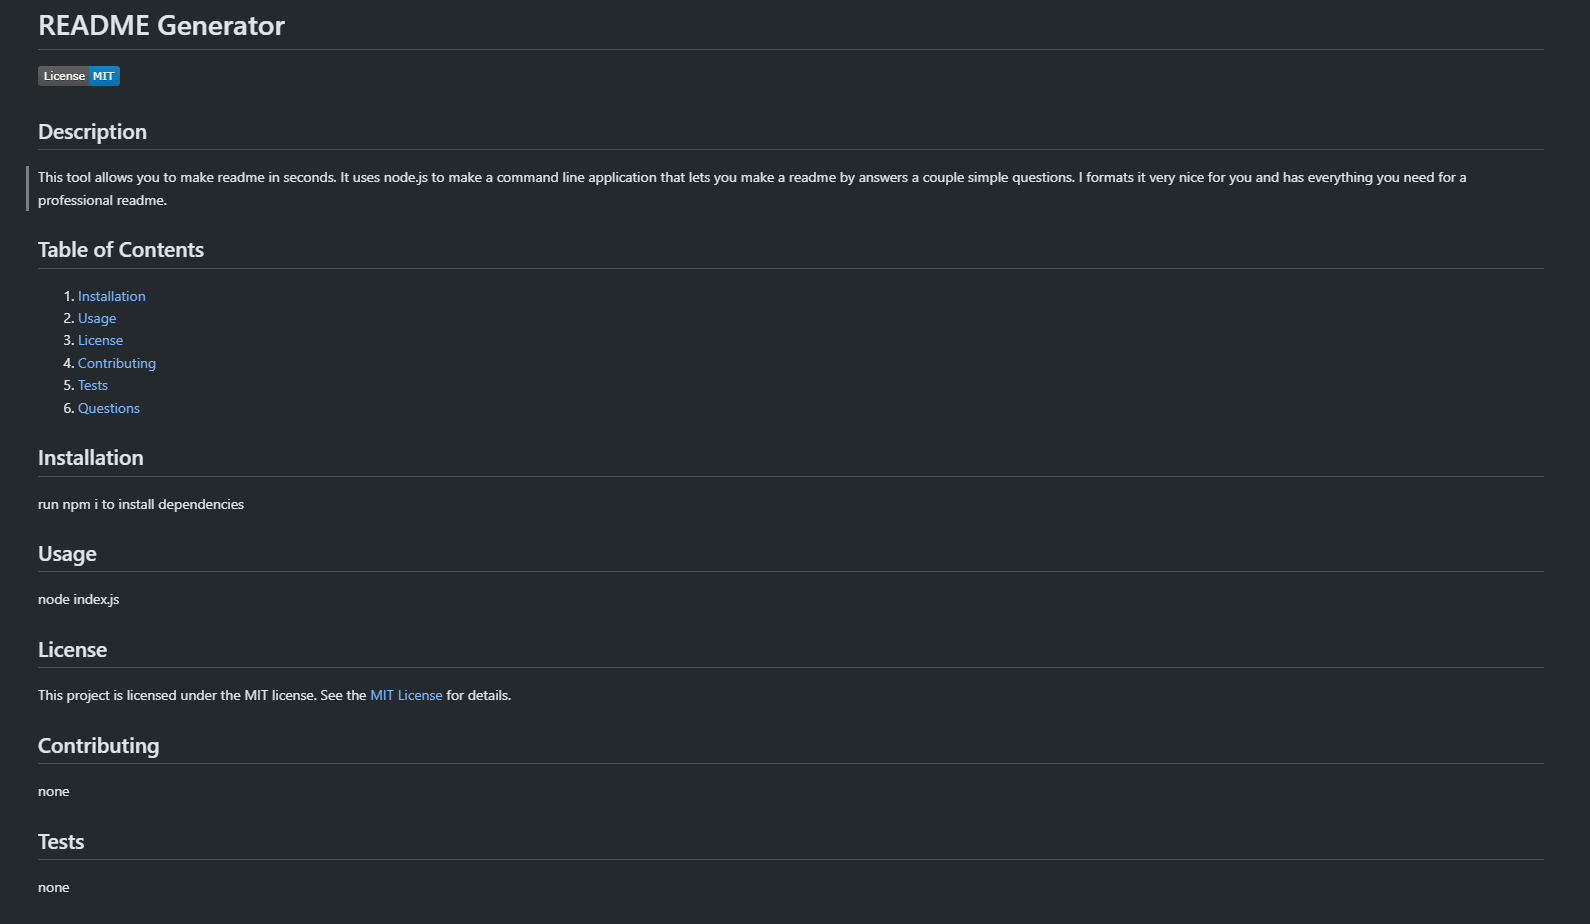 README Generator
License MIT
Description
This tool allows you to make readme in seconds. It uses node.js to make a command line application that lets you make a readme by answers a couple simple questions. I formats it very nice for you and has everything you need for a
professional readme.
Table of Contents
1. Installation
2. Usage
3. License
4. Contributing
5. Tests
6. Questions
Installation
run npm i to install dependencies
Usage
node index.js
License
This project is licensed under the MIT license. See the MIT License for details.
Contributing
none
Tests
none